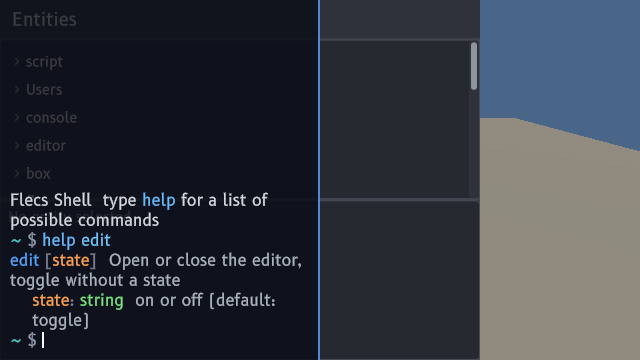 Entities
script
Users
console
editor
box
Flecs Shell type help for a list of
possible commands
~ $ help edit
edit [state] Open or close the editor,
toggle without a state
state: string on or off [default:
toggle]
~ $